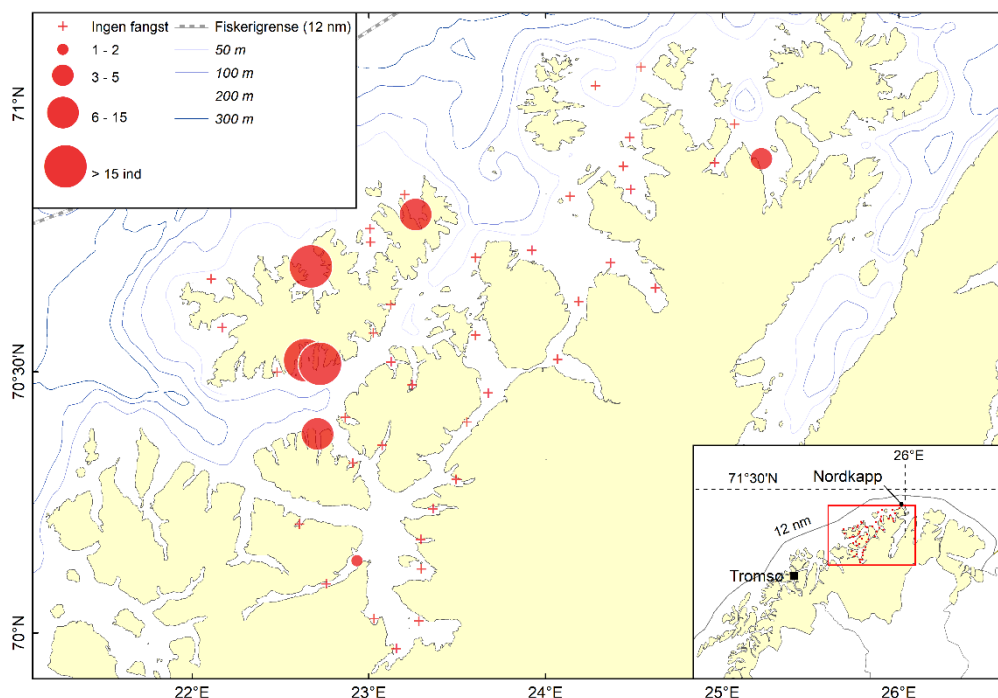 Ingen fangst
Fiskerigrense (12 nm)
1 - 2
50 m
3 - 5
100 m
200 m
6 - 15
300 m
> 15 ind
71°N
70°30'N
70°N
22°E
23°E
24°E
25°E
26°E
26°E
71°30'N
Nordkapp
12 nm
Tromsø